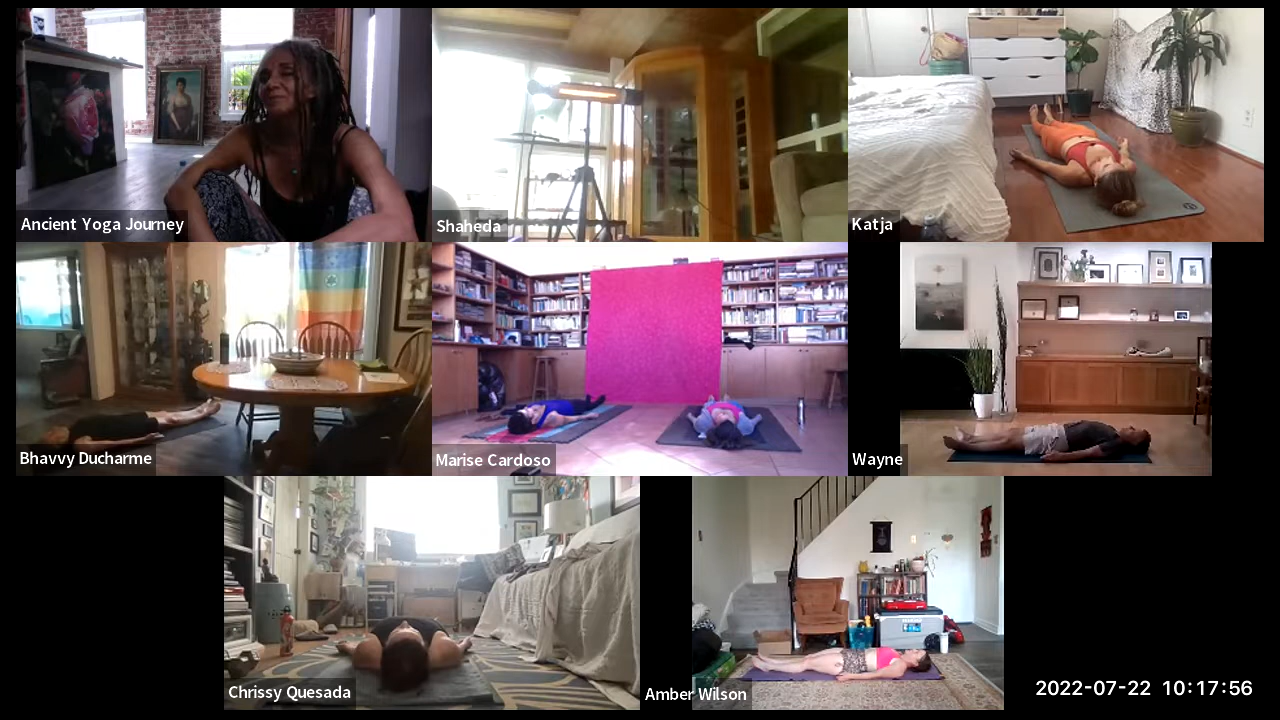 Ancient Yoga Journey
Shaheda
Katja
Bhavvy Ducharme
Marise Cardoso
Wayne
Chrissy Quesada
Amber Wilson
2022-07-22 10:17:56